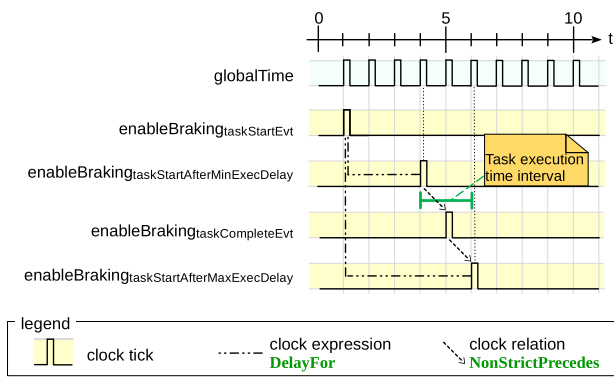 0 5 10
t
globalTime
enableBrakingtaskStartEvt
Task execution
time interval
enableBrakingtaskStartAfterMinExecDelay
enableBrakingtaskCompleteEvt
enableBrakingtaskStartAfterMaxExecDelay
legend
clock tick
clock expression
DelayFor
clock relation
NonStrictPrecedes